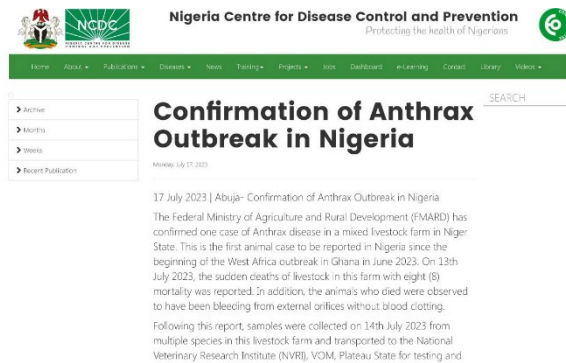 NCDC
NIGERIA CENTRE FOR DISEASE
CONTROL AND PREVENTION
Nigeria Centre for Disease Control and Prevention
Protecting the health of Nigerians
Home About Publications Diseases News Training Projects Jobs Dashboard e-Learning Contact Library Videos
Archive
Months
Weeks
Recent Publication
SEARCH
Confirmation of Anthrax
Outbreak in Nigeria
Monday, July 17, 2023
17 July 2023 | Abuja- Confirmation of Anthrax Outbreak in Nigeria
The Federal Ministry of Agriculture and Rural Development (FMARD) has
confirmed one case of Anthrax disease in a mixed livestock farm in Niger
State. This is the first animal case to be reported in Nigeria since the
beginning of the West Africa outbreak in Ghana in June 2023. On 13th
July 2023, the sudden deaths of livestock in this farm with eight (8)
mortality was reported. In addition, the animals who died were observed
to have been bleeding from external orifices without blood clotting.
Following this report, samples were collected on 14th July 2023 from
multiple species in this livestock farm and transported to the National
Veterinary Research Institute (NVRI), VOM, Plateau State for testing and